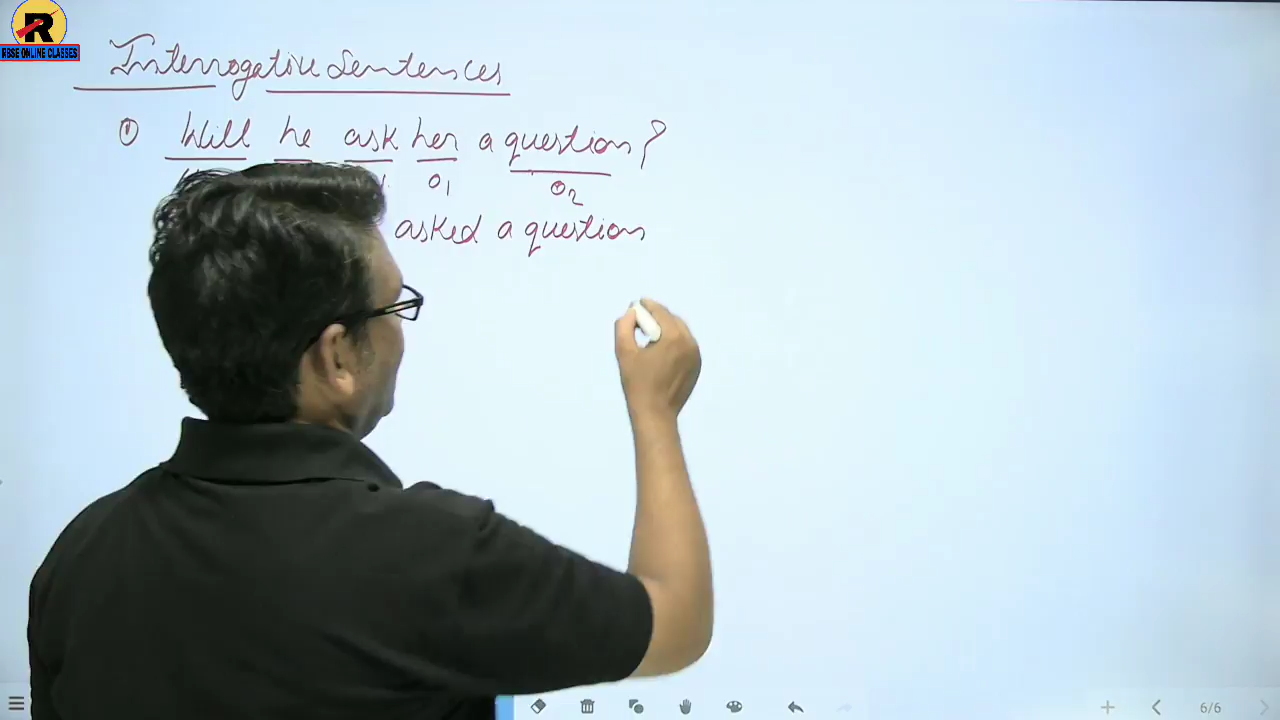 R
RBSE ONLINE CLASSES
Interrogative Sentences
① Will he ask her a question?
O1 O2
asked a question
6/6